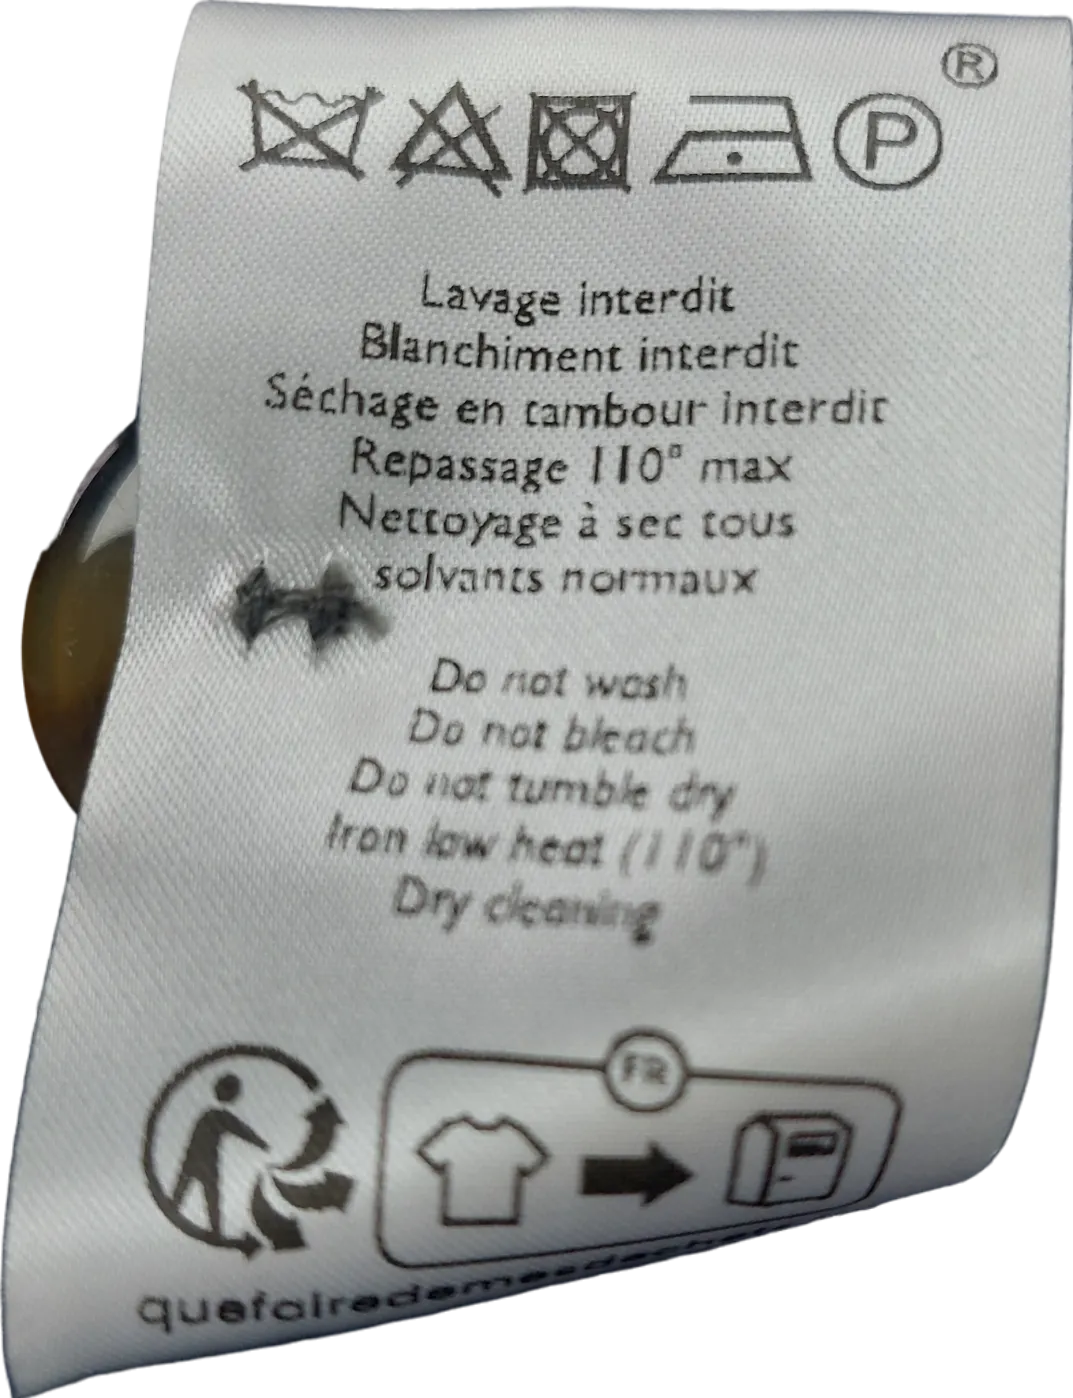 ®
P
Lavage interdit
Blanchiment interdit
Séchage en tambour interdit
Repassage 110° max
Nettoyage à sec tous
solvants normaux
Do not wash
Do not bleach
Do not tumble dry
Iron low heat (110°)
Dry cleaning
FR
quefairedemesdechets